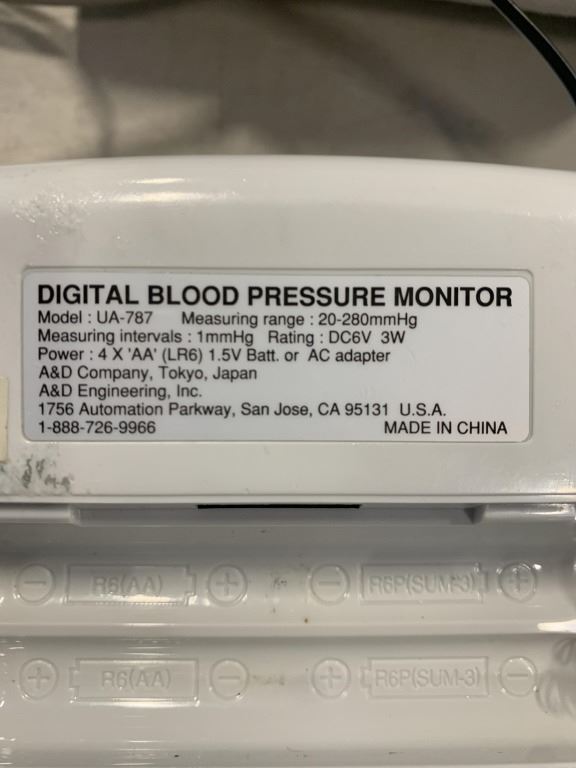 DIGITAL BLOOD PRESSURE MONITOR
Model : UA-787 Measuring range : 20-280mmHg
Measuring intervals : 1mmHg Rating : DC6V 3W
Power : 4 X 'AA' (LR6) 1.5V Batt. or AC adapter
A&D Company, Tokyo, Japan
A&D Engineering, Inc.
1756 Automation Parkway, San Jose, CA 95131 U.S.A.
1-888-726-9966 MADE IN CHINA
− R6(AA) + − R6P(SUM-3) +
+ R6(AA) − + R6P(SUM-3) −